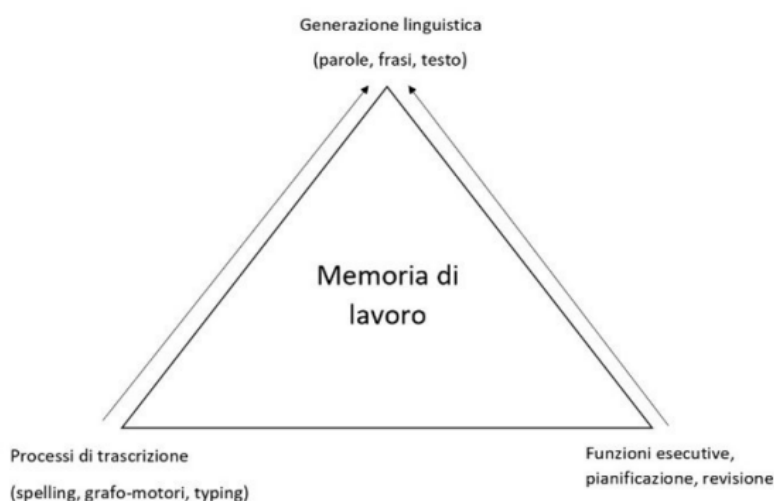 Generazione linguistica
(parole, frasi, testo)
Memoria di
lavoro
Processi di trascrizione
(spelling, grafo-motori, typing)
Funzioni esecutive,
pianificazione, revisione